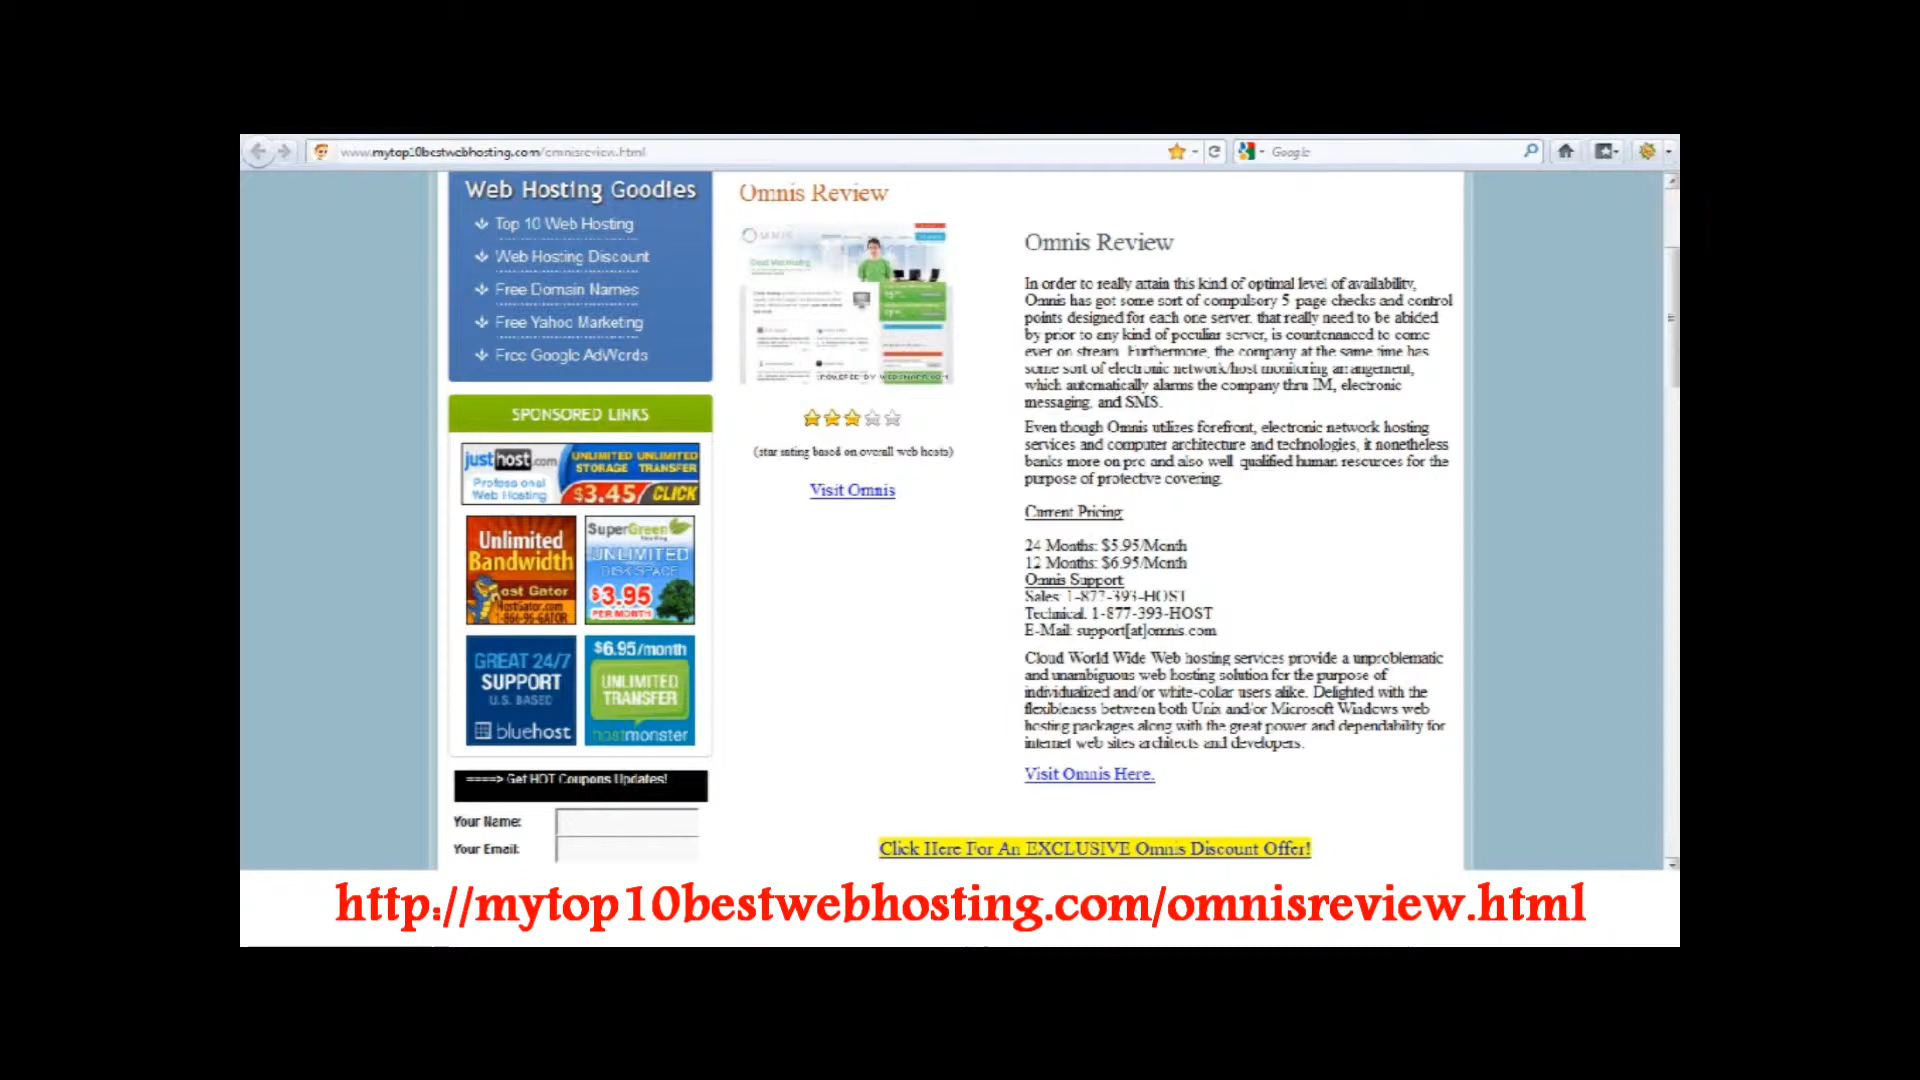 www.mytop10bestwebhosting.com/omnisreview.html
Google
Web Hosting Goodies
Top 10 Web Hosting
Web Hosting Discount
Free Domain Names
Free Yahoo Marketing
Free Google AdWords
SPONSORED LINKS
justhost.com
Professional
Web Hosting
UNLIMITED UNLIMITED
STORAGE TRANSFER
$3.45/ CLICK
Unlimited
Bandwidth
Host Gator
HostGator.com
1-866-96-GATOR
SuperGreen
UNLIMITED
DISK SPACE
$3.95
PER MONTH
GREAT 24/7
SUPPORT
U.S. BASED
bluehost
$6.95/month
UNLIMITED
TRANSFER
hostmonster
====> Get HOT Coupons Updates!
Your Name:
Your Email:
Omnis Review
POWERED BY WEBSNAPR.COM
(star rating based on overall web hosts)
Visit Omnis
Omnis Review
In order to really attain this kind of optimal level of availability,
Omnis has got some sort of compulsory 5 page checks and control
points designed for each one server, that really need to be abided
by prior to any kind of peculiar server, is countenanced to come
ever on stream. Furthermore, the company at the same time has
some sort of electronic network/host monitoring arrangement,
which automatically alarms the company thru IM, electronic
messaging, and SMS.
Even though Omnis utilizes forefront, electronic network hosting
services and computer architecture and technologies, it nonetheless
banks more on pro and also well qualified human resources for the
purpose of protective covering.
Current Pricing
24 Months: $5.95/Month
12 Months: $6.95/Month
Omnis Support
Sales: 1-877-393-HOST
Technical: 1-877-393-HOST
E-Mail: support[at]omnis.com
Cloud World Wide Web hosting services provide a unproblematic
and unambiguous web hosting solution for the purpose of
individualized and/or white-collar users alike. Delighted with the
flexibleness between both Unix and/or Microsoft Windows web
hosting packages along with the great power and dependability for
internet web sites architects and developers.
Visit Omnis Here.
Click Here For An EXCLUSIVE Omnis Discount Offer!
http://mytop10bestwebhosting.com/omnisreview.html